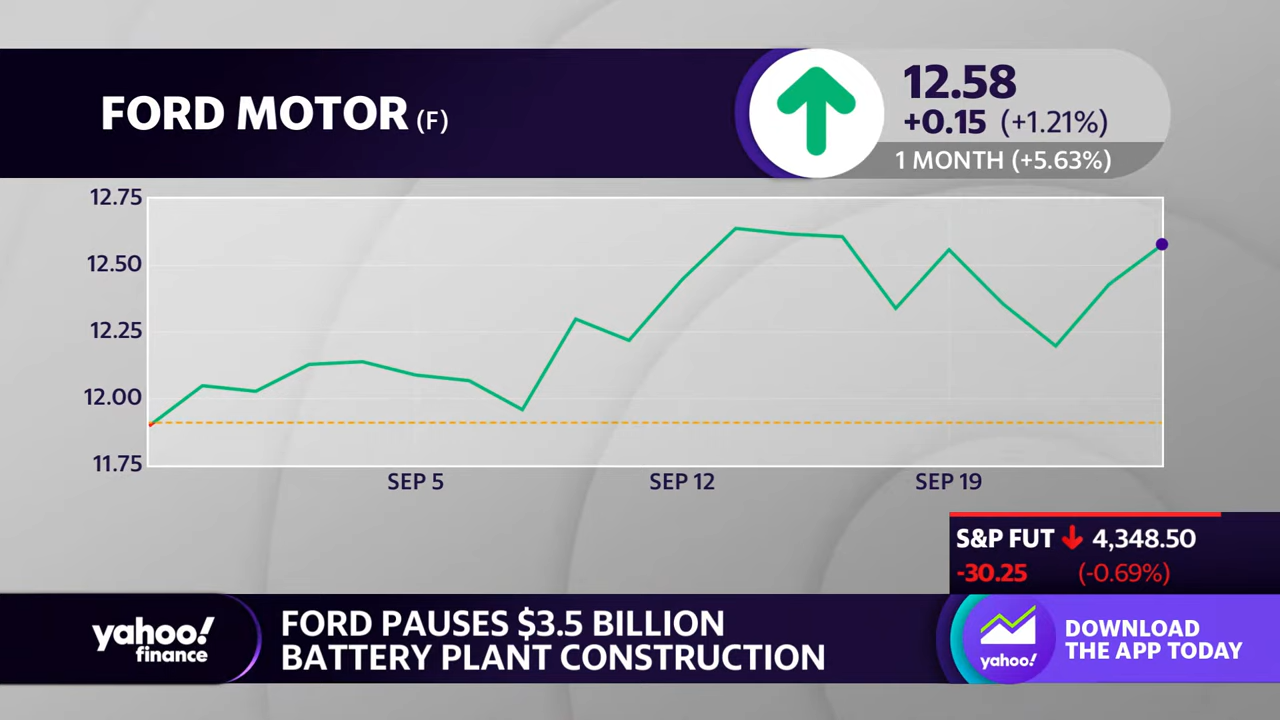 FORD MOTOR (F)
12.58
+0.15 (+1.21%)
1 MONTH (+5.63%)
12.75
12.50
12.25
12.00
11.75
SEP 5
SEP 12
SEP 19
S&P FUT 4,348.50
-30.25 (-0.69%)
yahoo!
finance
FORD PAUSES $3.5 BILLION
BATTERY PLANT CONSTRUCTION
yahoo!
DOWNLOAD
THE APP TODAY